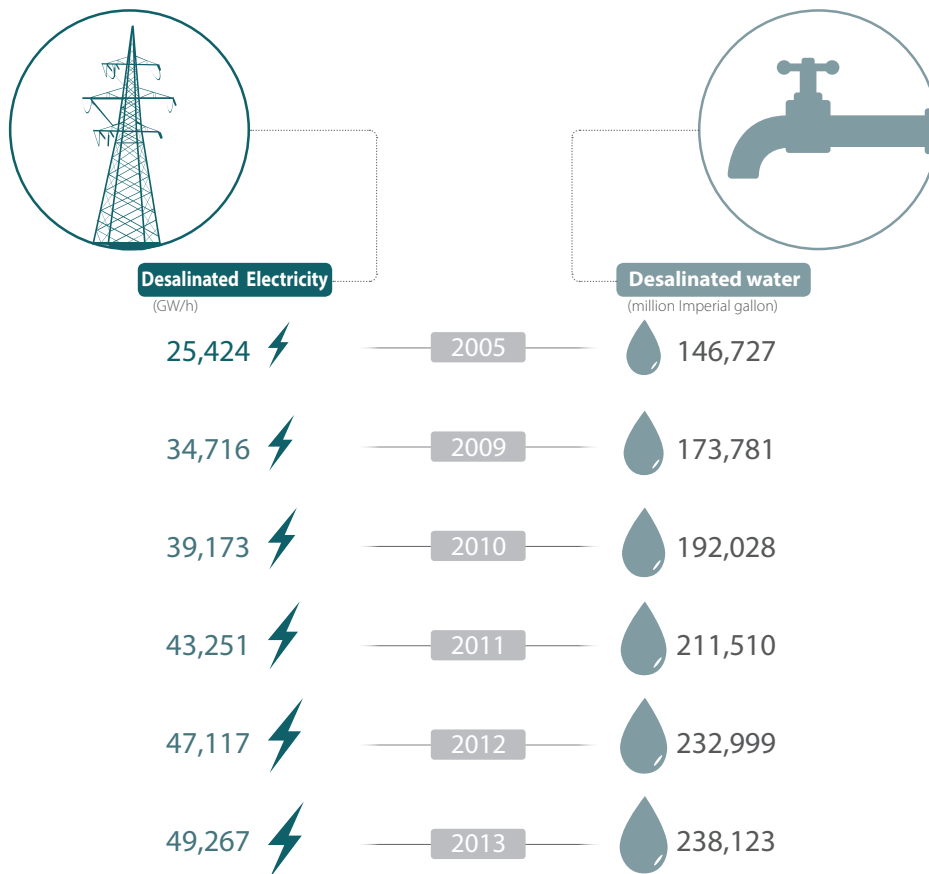 Desalinated Electricity
(GW/h)
Desalinated water
(million Imperial gallon)
25,424 2005 146,727
34,716 2009 173,781
39,173 2010 192,028
43,251 2011 211,510
47,117 2012 232,999
49,267 2013 238,123